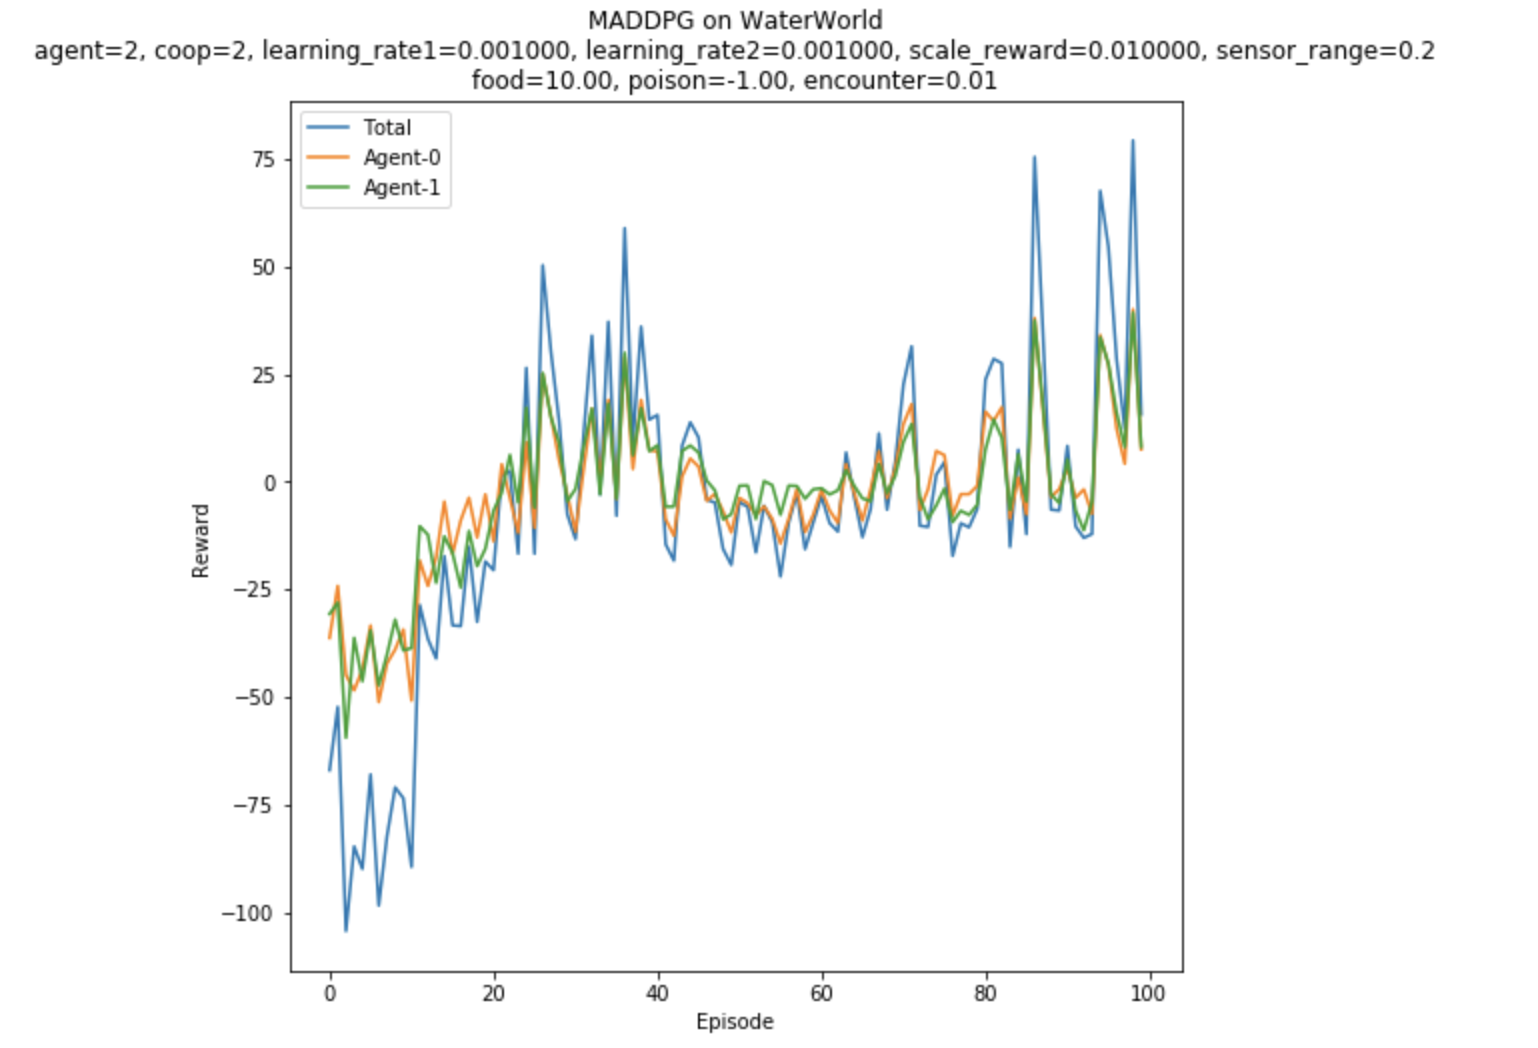 MADDPG on WaterWorld
agent=2, coop=2, learning_rate1=0.001000, learning_rate2=0.001000, scale_reward=0.010000, sensor_range=0.2
food=10.00, poison=-1.00, encounter=0.01
Total
Agent-0
Agent-1
75
50
25
0
−25
−50
−75
−100
Reward
0 20 40 60 80 100
Episode